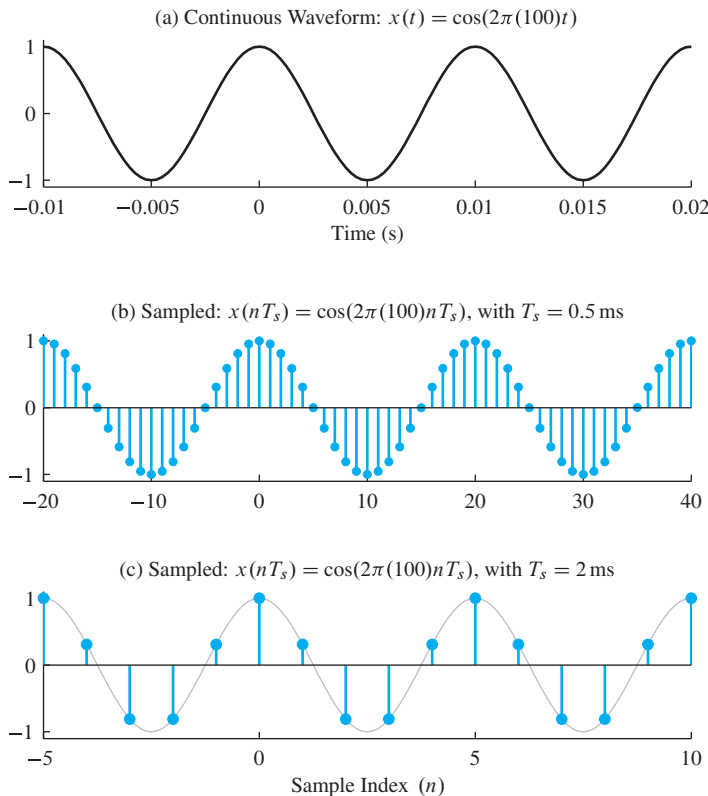 (a) Continuous Waveform: x(t) = cos(2π(100)t)
1
0
−1
−0.01 −0.005 0 0.005 0.01 0.015 0.02
Time (s)
(b) Sampled: x(nTₛ) = cos(2π(100)nTₛ), with Tₛ = 0.5 ms
1
0
−1
−20 −10 0 10 20 30 40
(c) Sampled: x(nTₛ) = cos(2π(100)nTₛ), with Tₛ = 2 ms
1
0
−1
−5 0 5 10
Sample Index (n)